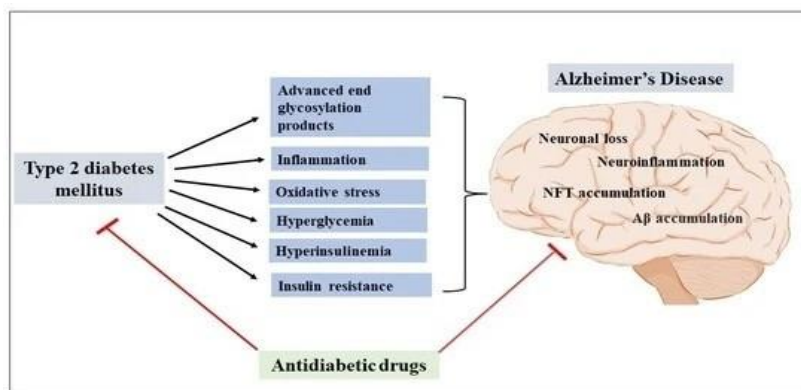 Advanced end
glycosylation
products
Alzheimer's Disease
Neuronal loss
Neuroinflammation
Inflammation
Type 2 diabetes
mellitus
Oxidative stress
NFT accumulation
Hyperglycemia
Aβ accumulation
Hyperinsulinemia
Insulin resistance
Antidiabetic drugs